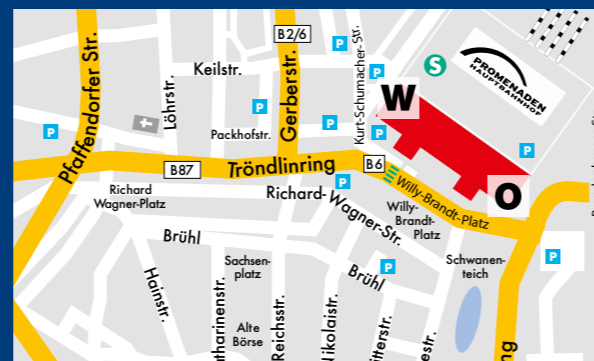 B2/6
P
P
S
PROMENADEN
HAUPTBAHNHOF
Pfaffendorfer Str.
Keilstr.
Gerberstr.
Kurt-Schumacher-Str.
Löhrstr.
W
P
P
P
P
Packhofstr.
P
B87
Tröndlinring
B6
O
P
Richard
Wagner-Platz
Richard-Wagner-Str.
Willy-Brandt-Platz
Willy-
Brandt-
Platz
Brühl
P
Sachsen-
platz
Brühl
P
Schwanen-
teich
Hainstr.
Alte
Börse
Reichsstr.